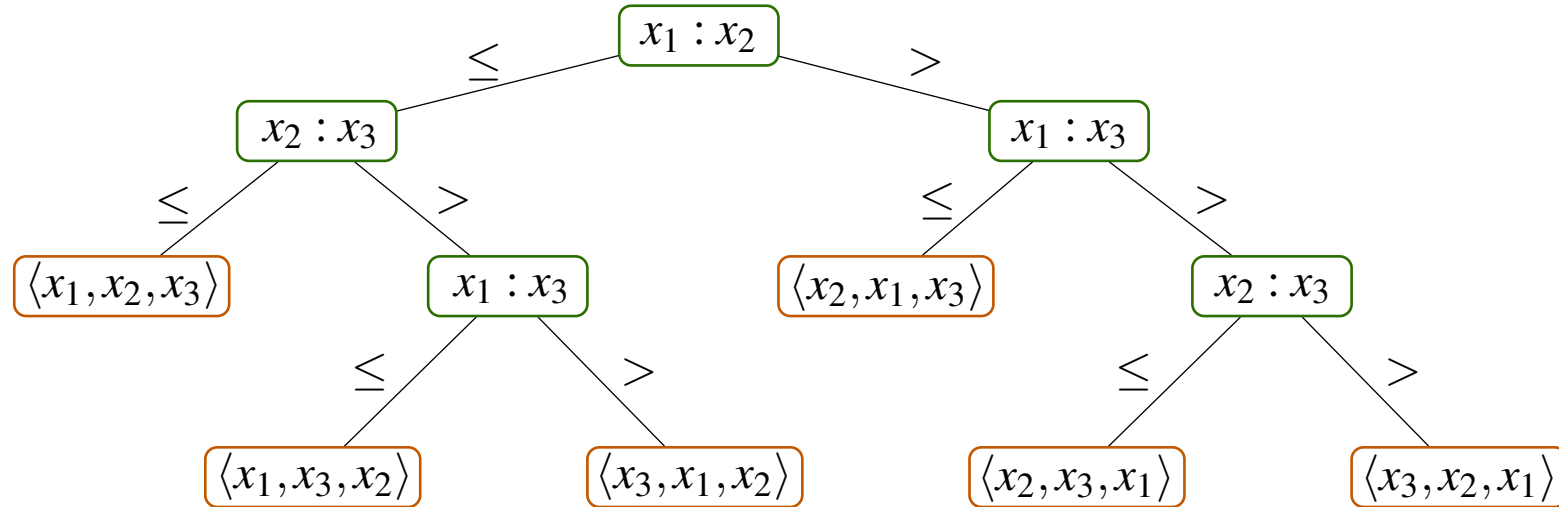 x₁ : x₂
≤ >
x₂ : x₃ x₁ : x₃
≤ > ≤ >
⟨x₁, x₂, x₃⟩ x₁ : x₃ ⟨x₂, x₁, x₃⟩ x₂ : x₃
≤ > ≤ >
⟨x₁, x₃, x₂⟩ ⟨x₃, x₁, x₂⟩ ⟨x₂, x₃, x₁⟩ ⟨x₃, x₂, x₁⟩